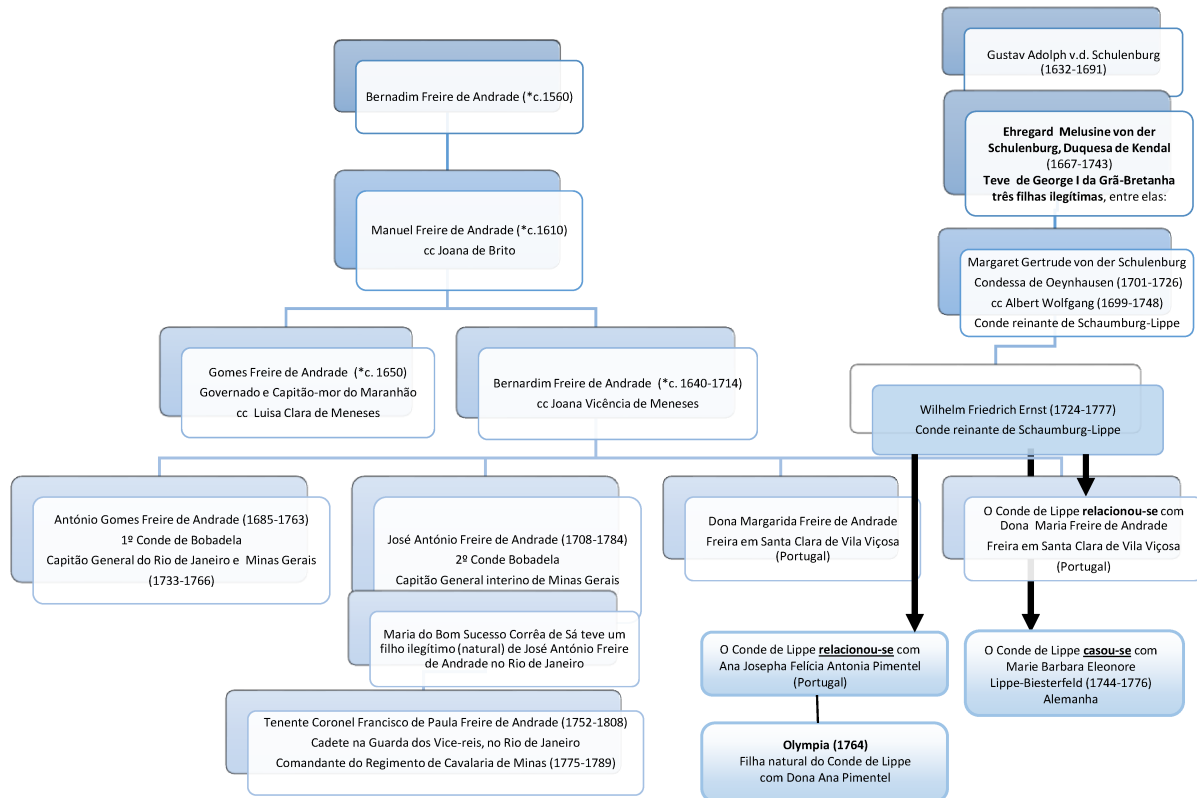 Bernadim Freire de Andrade (*c.1560)
Manuel Freire de Andrade (*c.1610)
cc Joana de Brito
Gomes Freire de Andrade (*c. 1650)
Governado e Capitão-mor do Maranhão
cc Luisa Clara de Meneses
Bernardim Freire de Andrade (*c. 1640-1714)
cc Joana Vicência de Meneses
António Gomes Freire de Andrade (1685-1763)
1º Conde de Bobadela
Capitão General do Rio de Janeiro e Minas Gerais
(1733-1766)
José António Freire de Andrade (1708-1784)
2º Conde Bobadela
Capitão General interino de Minas Gerais
Maria do Bom Sucesso Corrêa de Sá teve um
filho ilegítimo (natural) de José António Freire
de Andrade no Rio de Janeiro
Tenente Coronel Francisco de Paula Freire de Andrade (1752-1808)
Cadete na Guarda dos Vice-reis, no Rio de Janeiro
Comandante do Regimento de Cavalaria de Minas (1775-1789)
Dona Margarida Freire de Andrade
Freira em Santa Clara de Vila Viçosa
(Portugal)
Gustav Adolph v.d. Schulenburg
(1632-1691)
Ehregard Melusine von der
Schulenburg, Duquesa de Kendal
(1667-1743)
Teve de George I da Grã-Bretanha
três filhas ilegítimas, entre elas:
Margaret Gertrude von der Schulenburg
Condessa de Oeynhausen (1701-1726)
cc Albert Wolfgang (1699-1748)
Conde reinante de Schaumburg-Lippe
Wilhelm Friedrich Ernst (1724-1777)
Conde reinante de Schaumburg-Lippe
O Conde de Lippe relacionou-se com
Dona Maria Freire de Andrade
Freira em Santa Clara de Vila Viçosa
(Portugal)
O Conde de Lippe relacionou-se com
Ana Josepha Felícia Antonia Pimentel
(Portugal)
O Conde de Lippe casou-se com
Marie Barbara Eleonore
Lippe-Biesterfeld (1744-1776)
Alemanha
Olympia (1764)
Filha natural do Conde de Lippe
com Dona Ana Pimentel